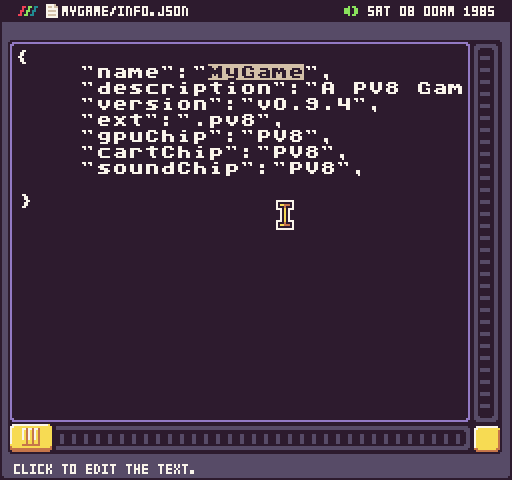 MYGAME/INFO.JSON
SAT 08 00AM 1985
{
"name":"MyGame",
"description":"A PV8 Gam
"version":"v0.9.4",
"ext":".pv8",
"gpuChip":"PV8",
"cartChip":"PV8",
"soundChip":"PV8",
}
CLICK TO EDIT THE TEXT.